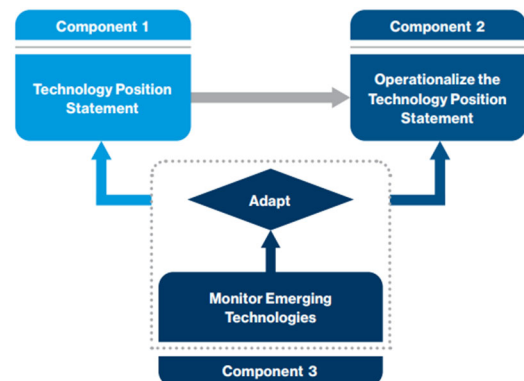 Component 1
Technology Position
Statement
Component 2
Operationalize the
Technology Position
Statement
Adapt
Monitor Emerging
Technologies
Component 3